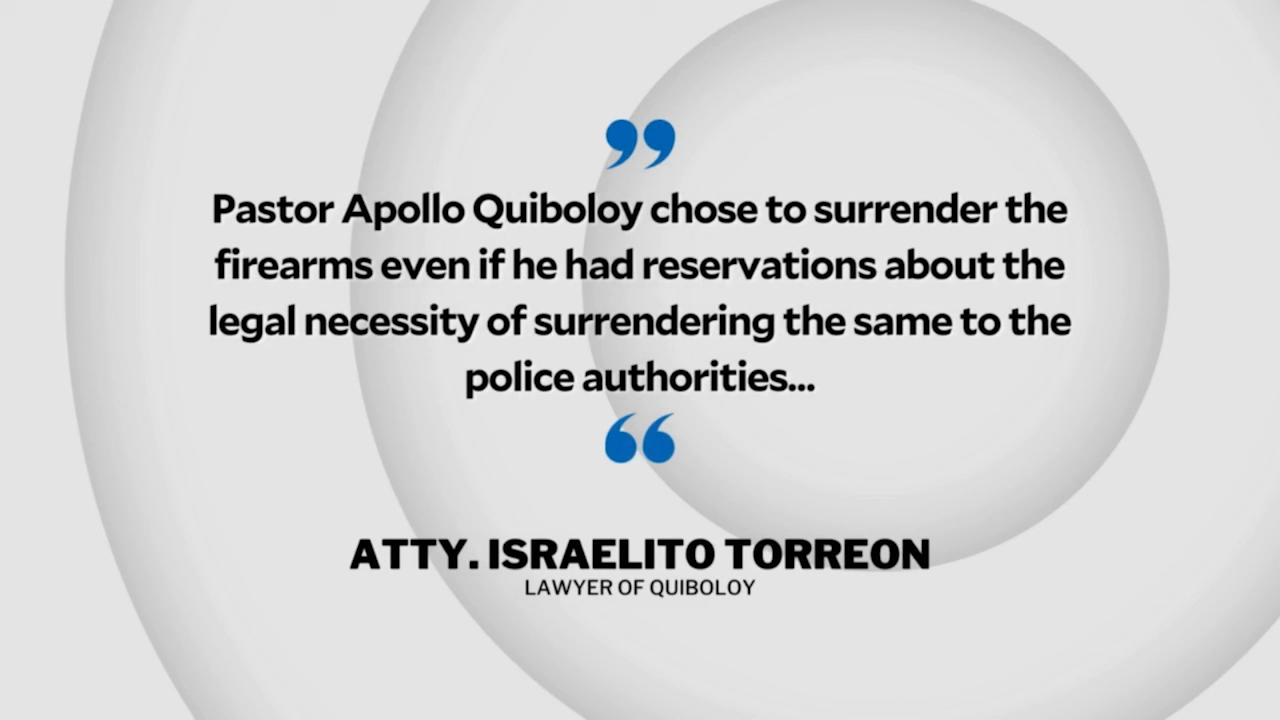 ”
Pastor Apollo Quiboloy chose to surrender the
firearms even if he had reservations about the
legal necessity of surrendering the same to the
police authorities...
“
ATTY. ISRAELITO TORREON
LAWYER OF QUIBOLOY